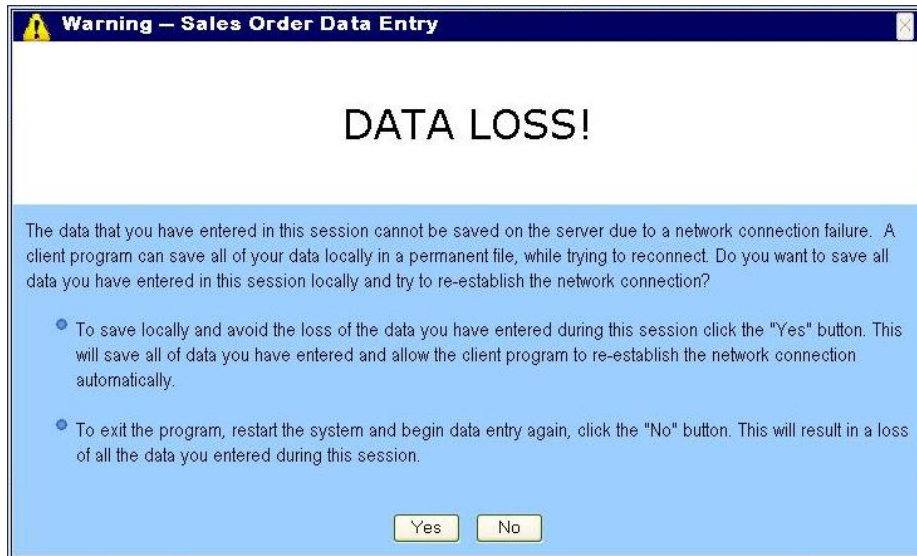 Warning – Sales Order Data Entry
DATA LOSS!
The data that you have entered in this session cannot be saved on the server due to a network connection failure. A
client program can save all of your data locally in a permanent file, while trying to reconnect. Do you want to save all
data you have entered in this session locally and try to re-establish the network connection?
To save locally and avoid the loss of the data you have entered during this session click the "Yes" button. This
will save all of data you have entered and allow the client program to re-establish the network connection
automatically.
To exit the program, restart the system and begin data entry again, click the "No" button. This will result in a loss
of all the data you entered during this session.
Yes No